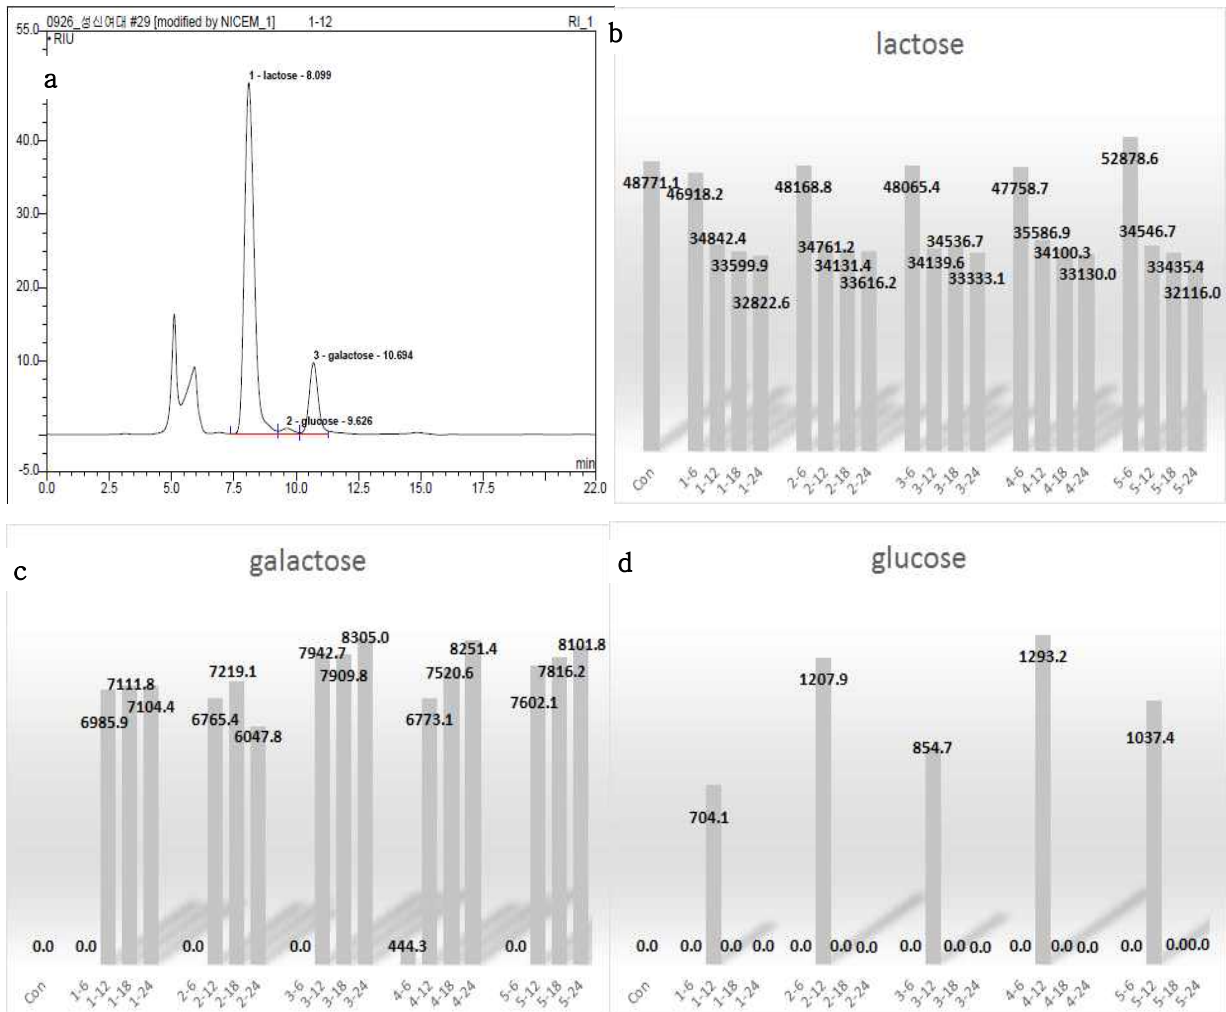 0926_성신여대 #29 [modified by NICEM_1] 1-12 RI_1
55.0
RIU
a
1 - lactose - 8.099
40.0
30.0
20.0
10.0
3 - galactose - 10.694
2 - glucose - 9.626
-5.0
min
0.0 2.5 5.0 7.5 10.0 12.5 15.0 17.5 22.0
b
lactose
48771.1 46918.2 34842.4 33599.9 32822.6 48168.8 34761.2 34131.4 33616.2 48065.4 34139.6 34536.7 33333.1 47758.7 35586.9 34100.3 33130.0 52878.6 34546.7 33435.4 32116.0
Con 1-6 1-12 1-18 1-24 2-6 2-12 2-18 2-24 3-6 3-12 3-18 3-24 4-6 4-12 4-18 4-24 5-6 5-12 5-18 5-24
c
galactose
0.0 0.0 6985.9 7111.8 7104.4 0.0 6765.4 7219.1 6047.8 0.0 7942.7 7909.8 8305.0 444.3 6773.1 7520.6 8251.4 0.0 7602.1 7816.2 8101.8
Con 1-6 1-12 1-18 1-24 2-6 2-12 2-18 2-24 3-6 3-12 3-18 3-24 4-6 4-12 4-18 4-24 5-6 5-12 5-18 5-24
d
glucose
0.0 0.0 704.1 0.0 0.0 0.0 1207.9 0.0 0.0 0.0 854.7 0.0 0.0 0.0 1293.2 0.0 0.0 0.0 1037.4 0.0 0.0
Con 1-6 1-12 1-18 1-24 2-6 2-12 2-18 2-24 3-6 3-12 3-18 3-24 4-6 4-12 4-18 4-24 5-6 5-12 5-18 5-24